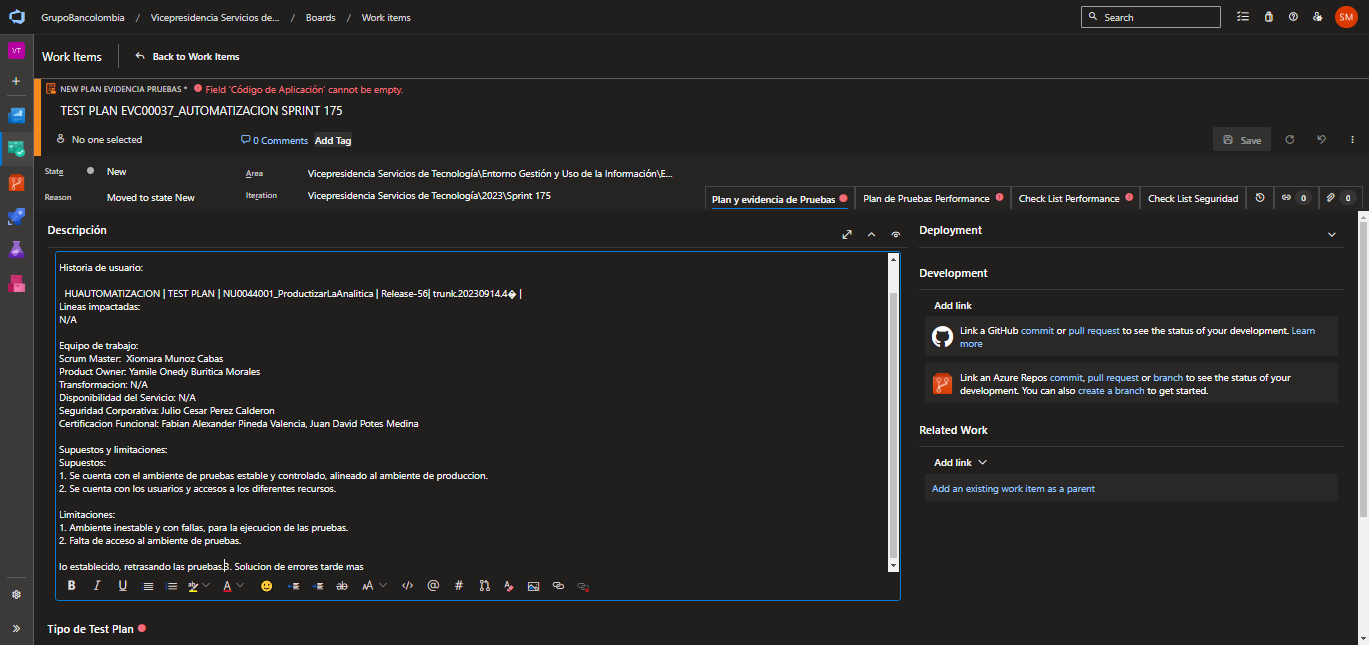 GrupoBancolombia / Vicepresidencia Servicios de... / Boards / Work items
Search
SM
VT
Work Items
Back to Work Items
NEW PLAN EVIDENCIA PRUEBAS * Field 'Código de Aplicación' cannot be empty.
TEST PLAN EVC00037_AUTOMATIZACION SPRINT 175
No one selected
0 Comments
Add Tag
Save
State
New
Area
Vicepresidencia Servicios de Tecnología\Entorno Gestión y Uso de la Información\E...
Reason
Moved to state New
Iteration
Vicepresidencia Servicios de Tecnología\2023\Sprint 175
Plan y evidencia de Pruebas
Plan de Pruebas Performance
Check List Performance
Check List Seguridad
0
0
Descripción
Historia de usuario:
HUAUTOMATIZACION | TEST PLAN | NU0044001_ProductizarLaAnalitica | Release-56| trunk.20230914.4� |
Lineas impactadas:
N/A
Equipo de trabajo:
Scrum Master: Xiomara Munoz Cabas
Product Owner: Yamile Onedy Buritica Morales
Transformacion: N/A
Disponibilidad del Servicio: N/A
Seguridad Corporativa: Julio Cesar Perez Calderon
Certificacion Funcional: Fabian Alexander Pineda Valencia, Juan David Potes Medina
Supuestos y limitaciones:
Supuestos:
1. Se cuenta con el ambiente de pruebas estable y controlado, alineado al ambiente de produccion.
2. Se cuenta con los usuarios y accesos a los diferentes recursos.
Limitaciones:
1. Ambiente inestable y con fallas, para la ejecucion de las pruebas.
2. Falta de acceso al ambiente de pruebas.
lo establecido, retrasando las pruebas.3. Solucion de errores tarde mas
Tipo de Test Plan
Deployment
Development
Add link
Link a GitHub commit or pull request to see the status of your development. Learn
more
Link an Azure Repos commit, pull request or branch to see the status of your
development. You can also create a branch to get started.
Related Work
Add link
Add an existing work item as a parent